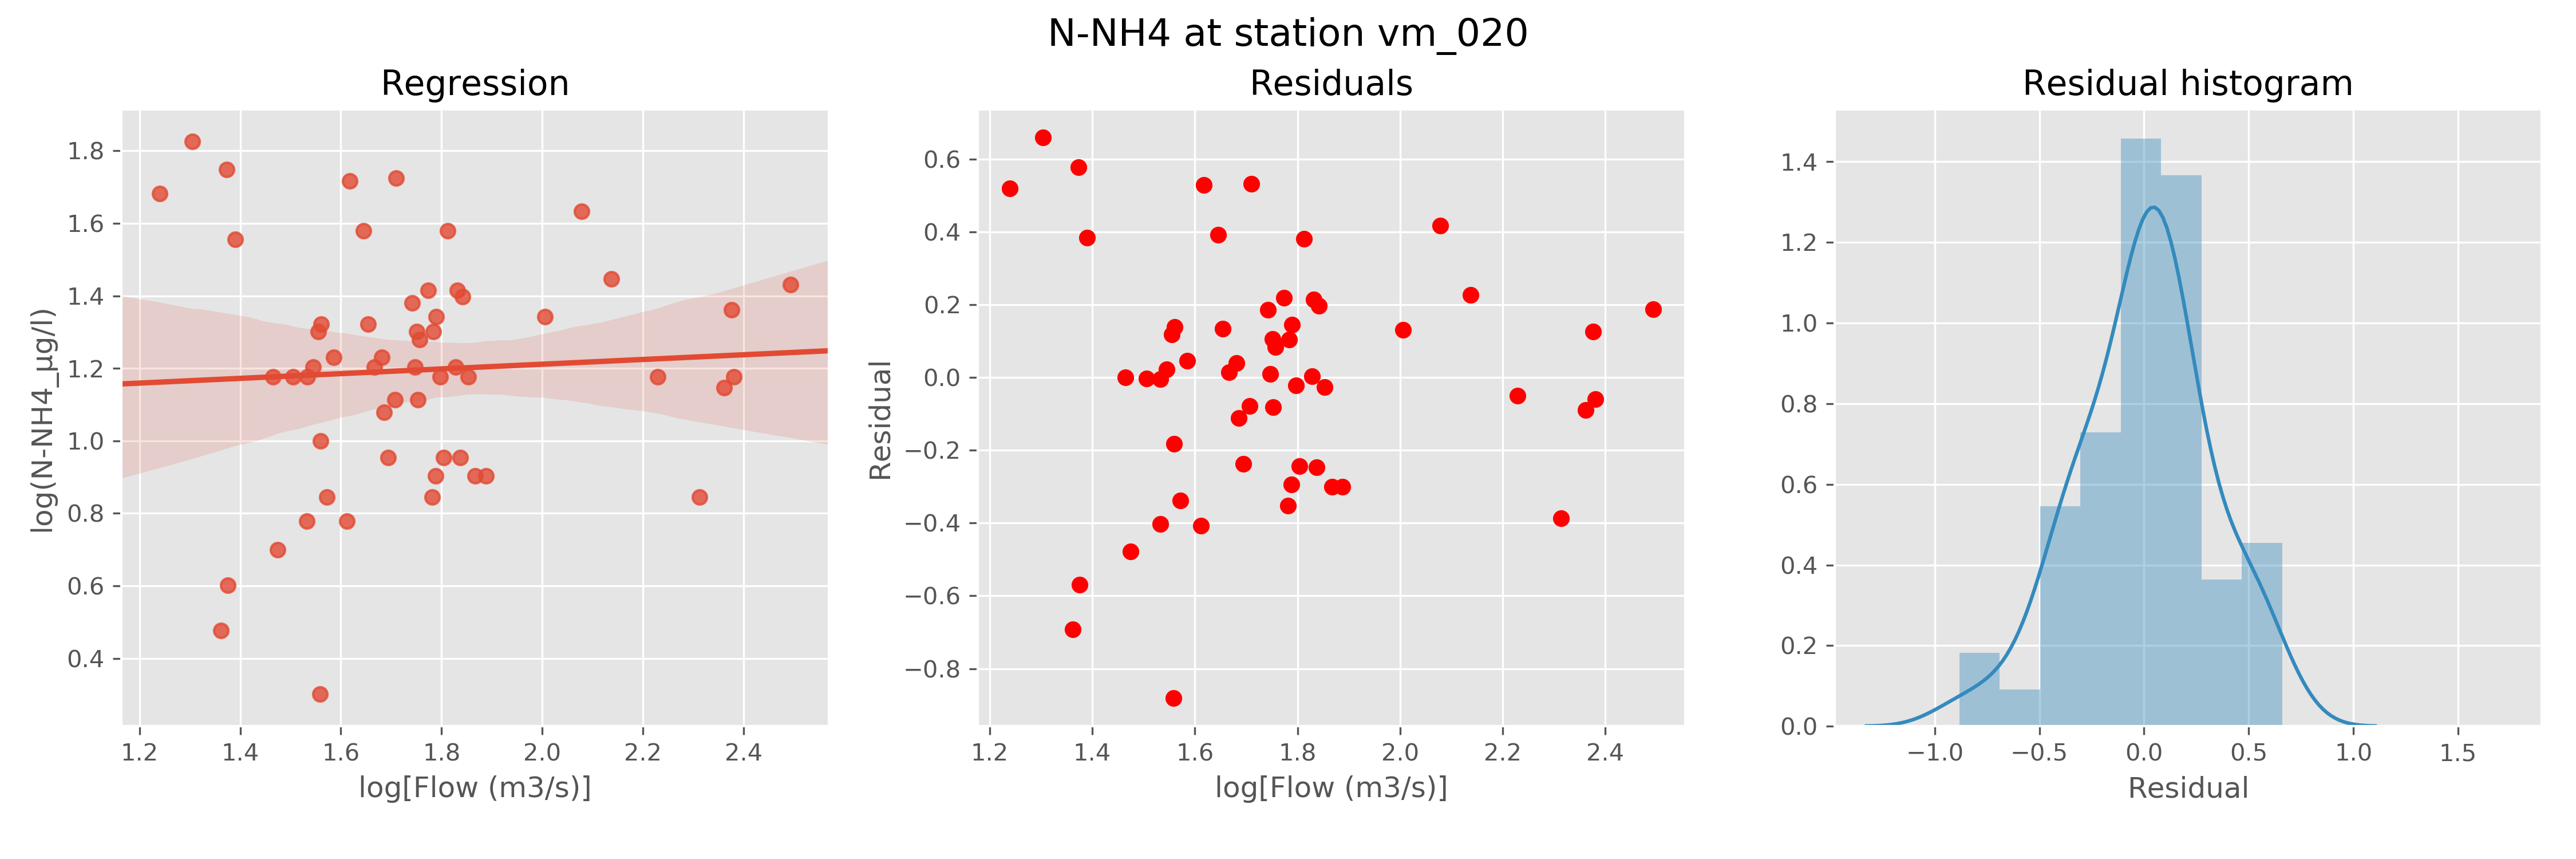 N-NH4 at station vm_020
Regression
1.8
1.6
1.4
1.2
1.0
0.8
0.6
0.4
log(N-NH4_µg/l)
1.2 1.4 1.6 1.8 2.0 2.2 2.4
log[Flow (m3/s)]
Residuals
0.6
0.4
0.2
0.0
−0.2
−0.4
−0.6
−0.8
Residual
1.2 1.4 1.6 1.8 2.0 2.2 2.4
log[Flow (m3/s)]
Residual histogram
1.4
1.2
1.0
0.8
0.6
0.4
0.2
0.0
−1.0 −0.5 0.0 0.5 1.0 1.5
Residual